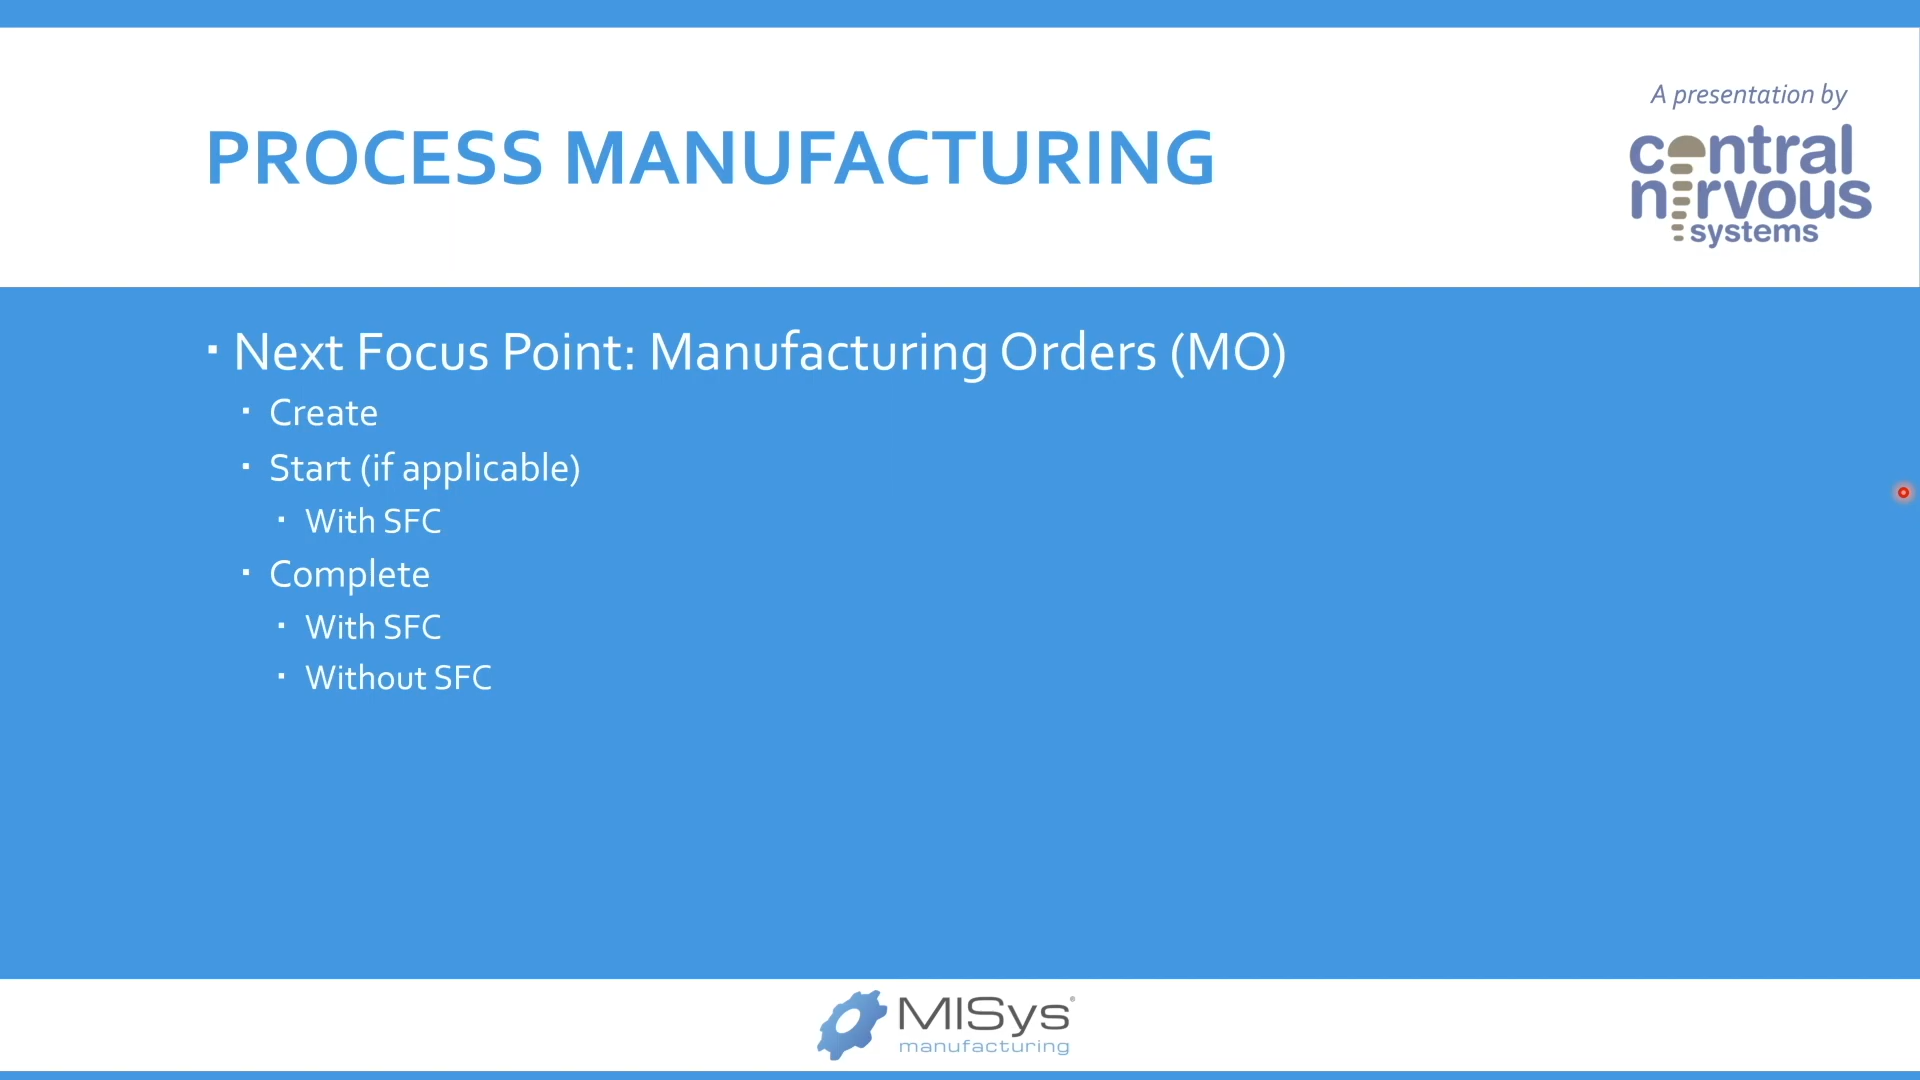 A presentation by
central
nervous
systems
PROCESS MANUFACTURING
Next Focus Point: Manufacturing Orders (MO)
Create
Start (if applicable)
With SFC
Complete
With SFC
Without SFC
MISys®
manufacturing